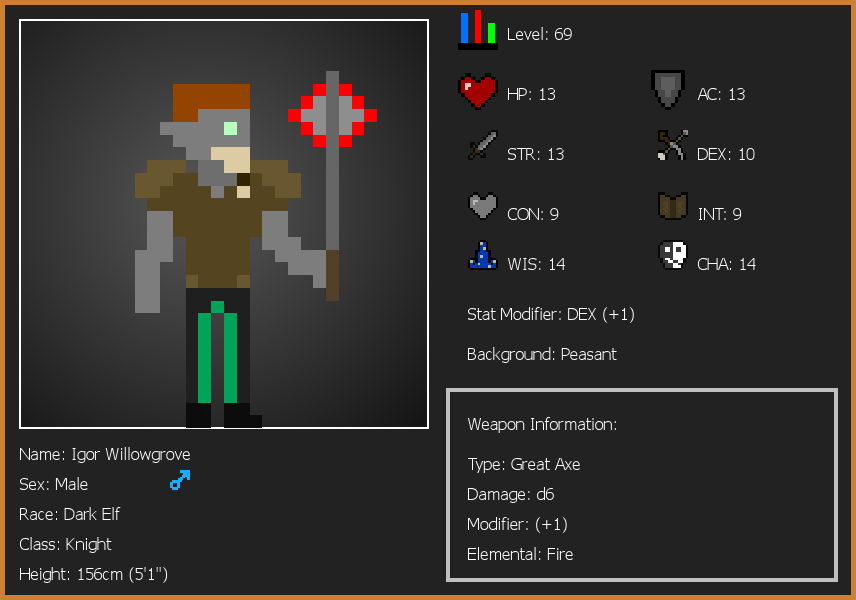 Level: 69
HP: 13
AC: 13
STR: 13
DEX: 10
CON: 9
INT: 9
WIS: 14
CHA: 14
Stat Modifier: DEX (+1)
Background: Peasant
Weapon Information:
Type: Great Axe
Damage: d6
Modifier: (+1)
Elemental: Fire
Name: Igor Willowgrove
Sex: Male
Race: Dark Elf
Class: Knight
Height: 156cm (5'1")